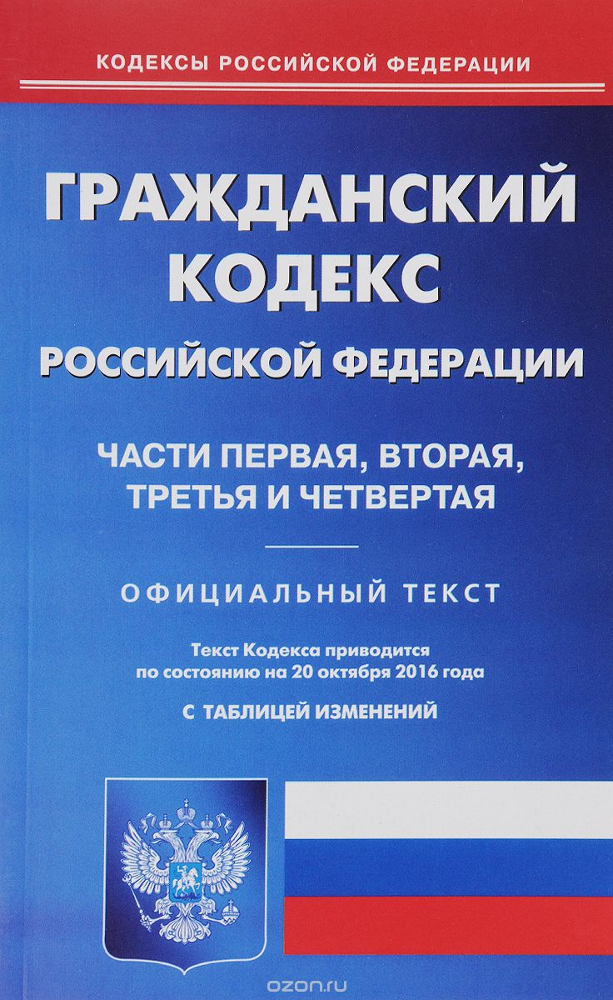 КОДЕКСЫ РОССИЙСКОЙ ФЕДЕРАЦИИ
ГРАЖДАНСКИЙ
КОДЕКС
РОССИЙСКОЙ ФЕДЕРАЦИИ
ЧАСТИ ПЕРВАЯ, ВТОРАЯ,
ТРЕТЬЯ И ЧЕТВЕРТАЯ
ОФИЦИАЛЬНЫЙ ТЕКСТ
Текст Кодекса приводится
по состоянию на 20 октября 2016 года
С ТАБЛИЦЕЙ ИЗМЕНЕНИЙ
ozon.ru